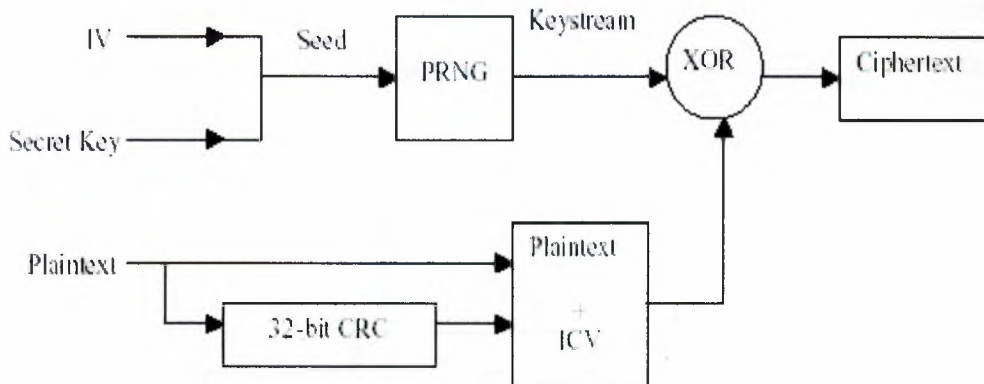 IV
Seed
Keystream
PRNG
XOR
Ciphertext
Secret Key
Plaintext
32-bit CRC
Plaintext
+
ICV